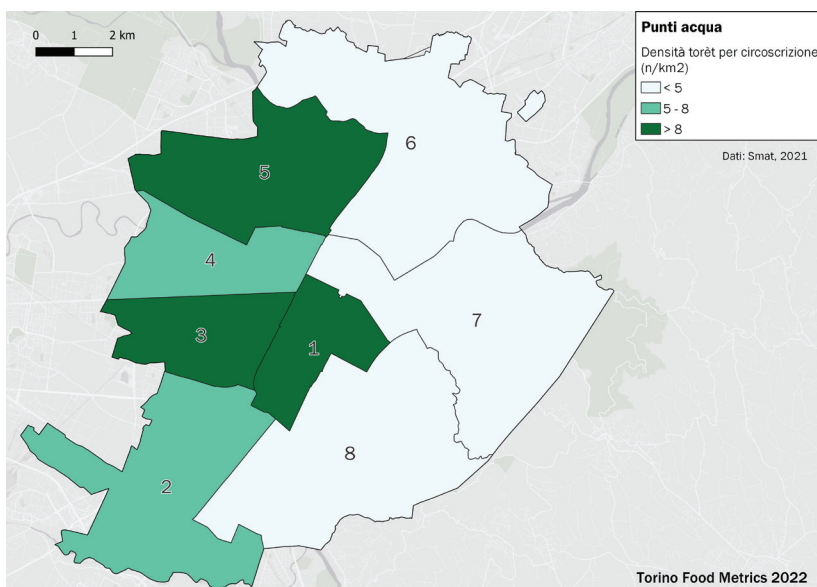 0 1 2 km
Punti acqua
Densità torèt per circoscrizione
(n/km2)
< 5
5 - 8
> 8
Dati: Smat, 2021
6
5
4
7
3
1
8
2
Torino Food Metrics 2022